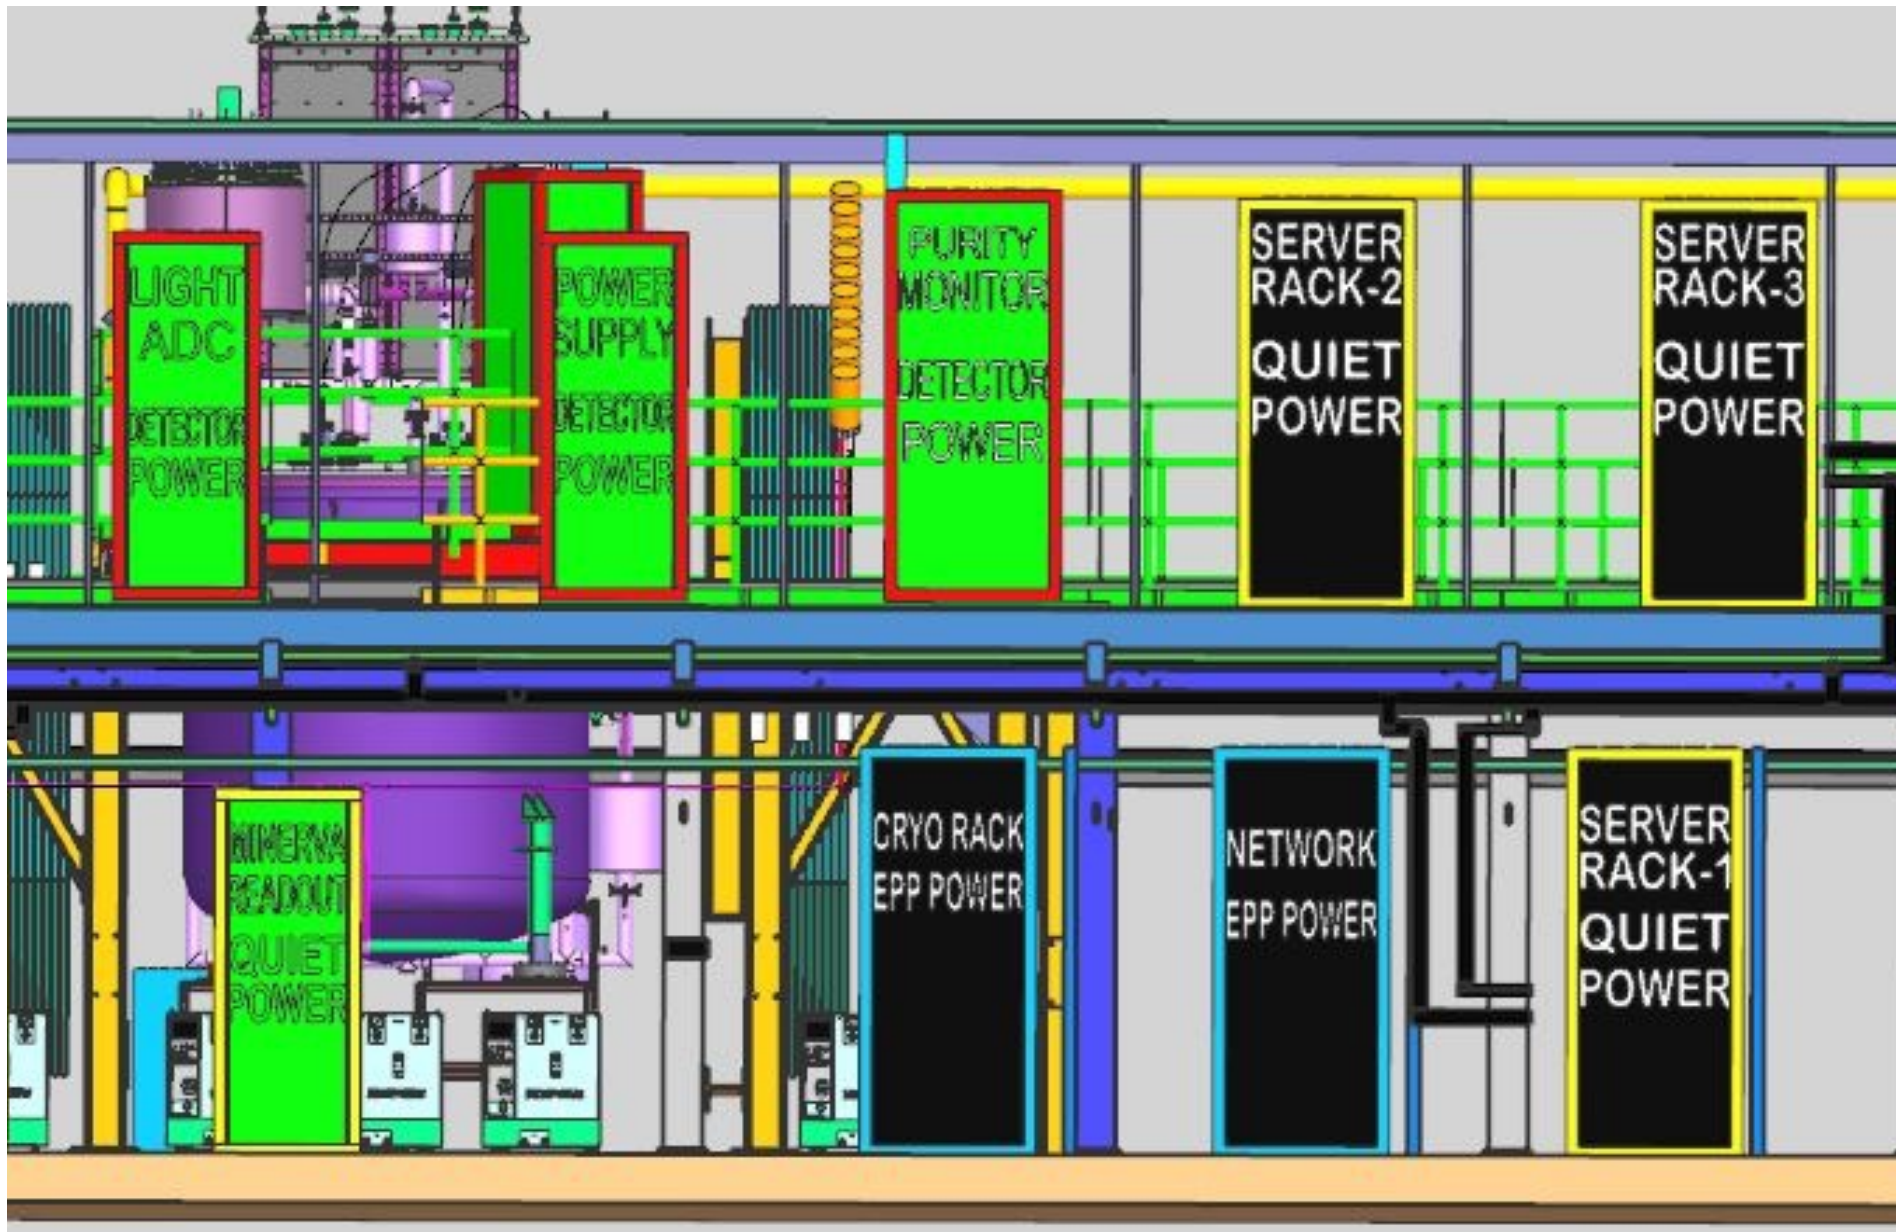 LIGHT
ADC
DETECTOR
POWER
POWER
SUPPLY
DETECTOR
POWER
PURITY
MONITOR
DETECTOR
POWER
SERVER
RACK-2
QUIET
POWER
SERVER
RACK-3
QUIET
POWER
MINERVA
READOUT
QUIET
POWER
CRYO RACK
EPP POWER
NETWORK
EPP POWER
SERVER
RACK-1
QUIET
POWER